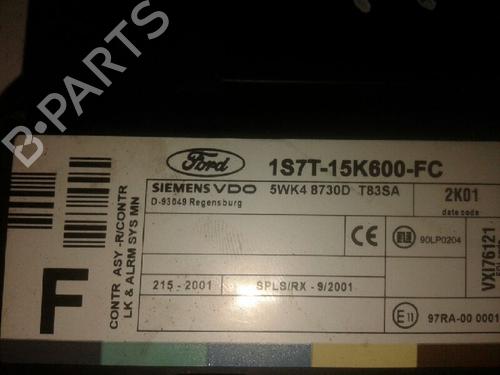 B-PARTS
Ford
1S7T-15K600-FC
SIEMENS VDO 5WK4 8730D T83SA
D-93049 Regensburg
2K01
date code
CONTR ASY -R/CONTR
LK & ALRM SYS MN
F
CE
90LP0204
VXI76121
215 - 2001
SPLS/RX - 9/2001
E11
97RA-00 0001